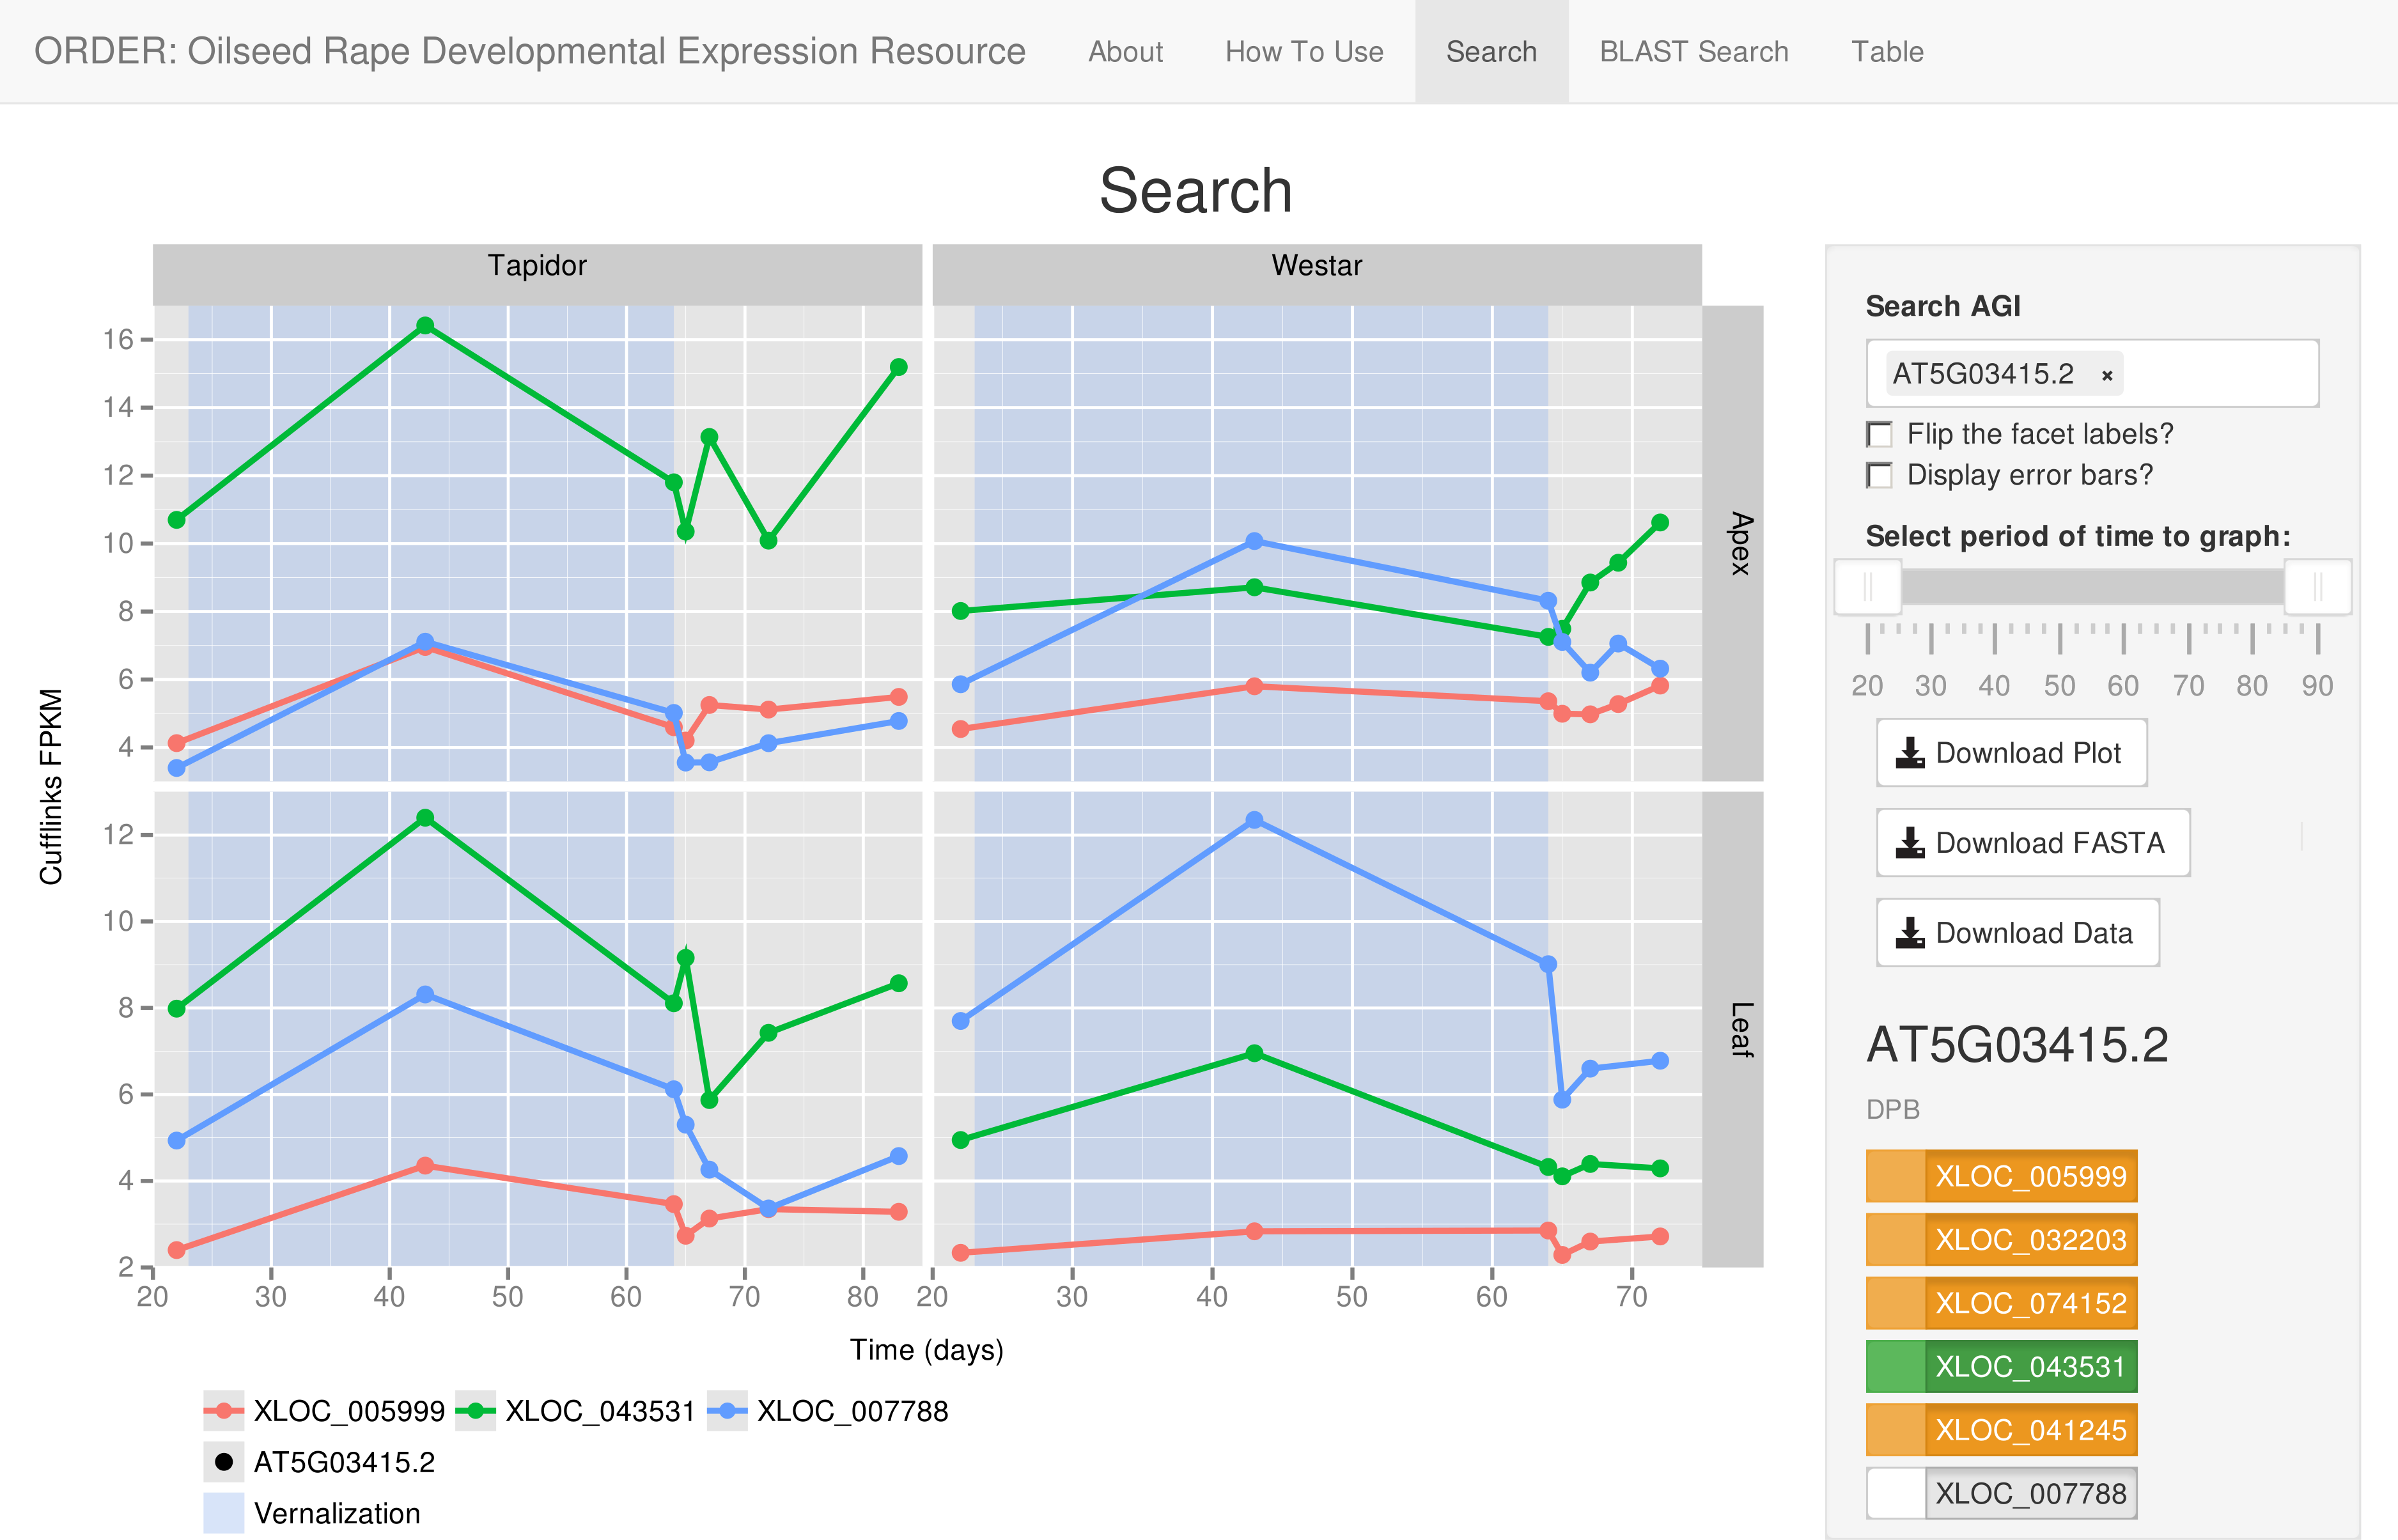 ORDER: Oilseed Rape Developmental Expression Resource About How To Use Search BLAST Search Table
Search
Tapidor Westar
16
14
12
10
8
6
4
Apex
Cufflinks FPKM
12
10
8
6
4
2
Leaf
20 30 40 50 60 70 80 20 30 40 50 60 70
Time (days)
XLOC_005999 XLOC_043531 XLOC_007788
AT5G03415.2
Vernalization
Search AGI
AT5G03415.2 ×
Flip the facet labels?
Display error bars?
Select period of time to graph:
20 30 40 50 60 70 80 90
Download Plot
Download FASTA
Download Data
AT5G03415.2
DPB
XLOC_005999
XLOC_032203
XLOC_074152
XLOC_043531
XLOC_041245
XLOC_007788